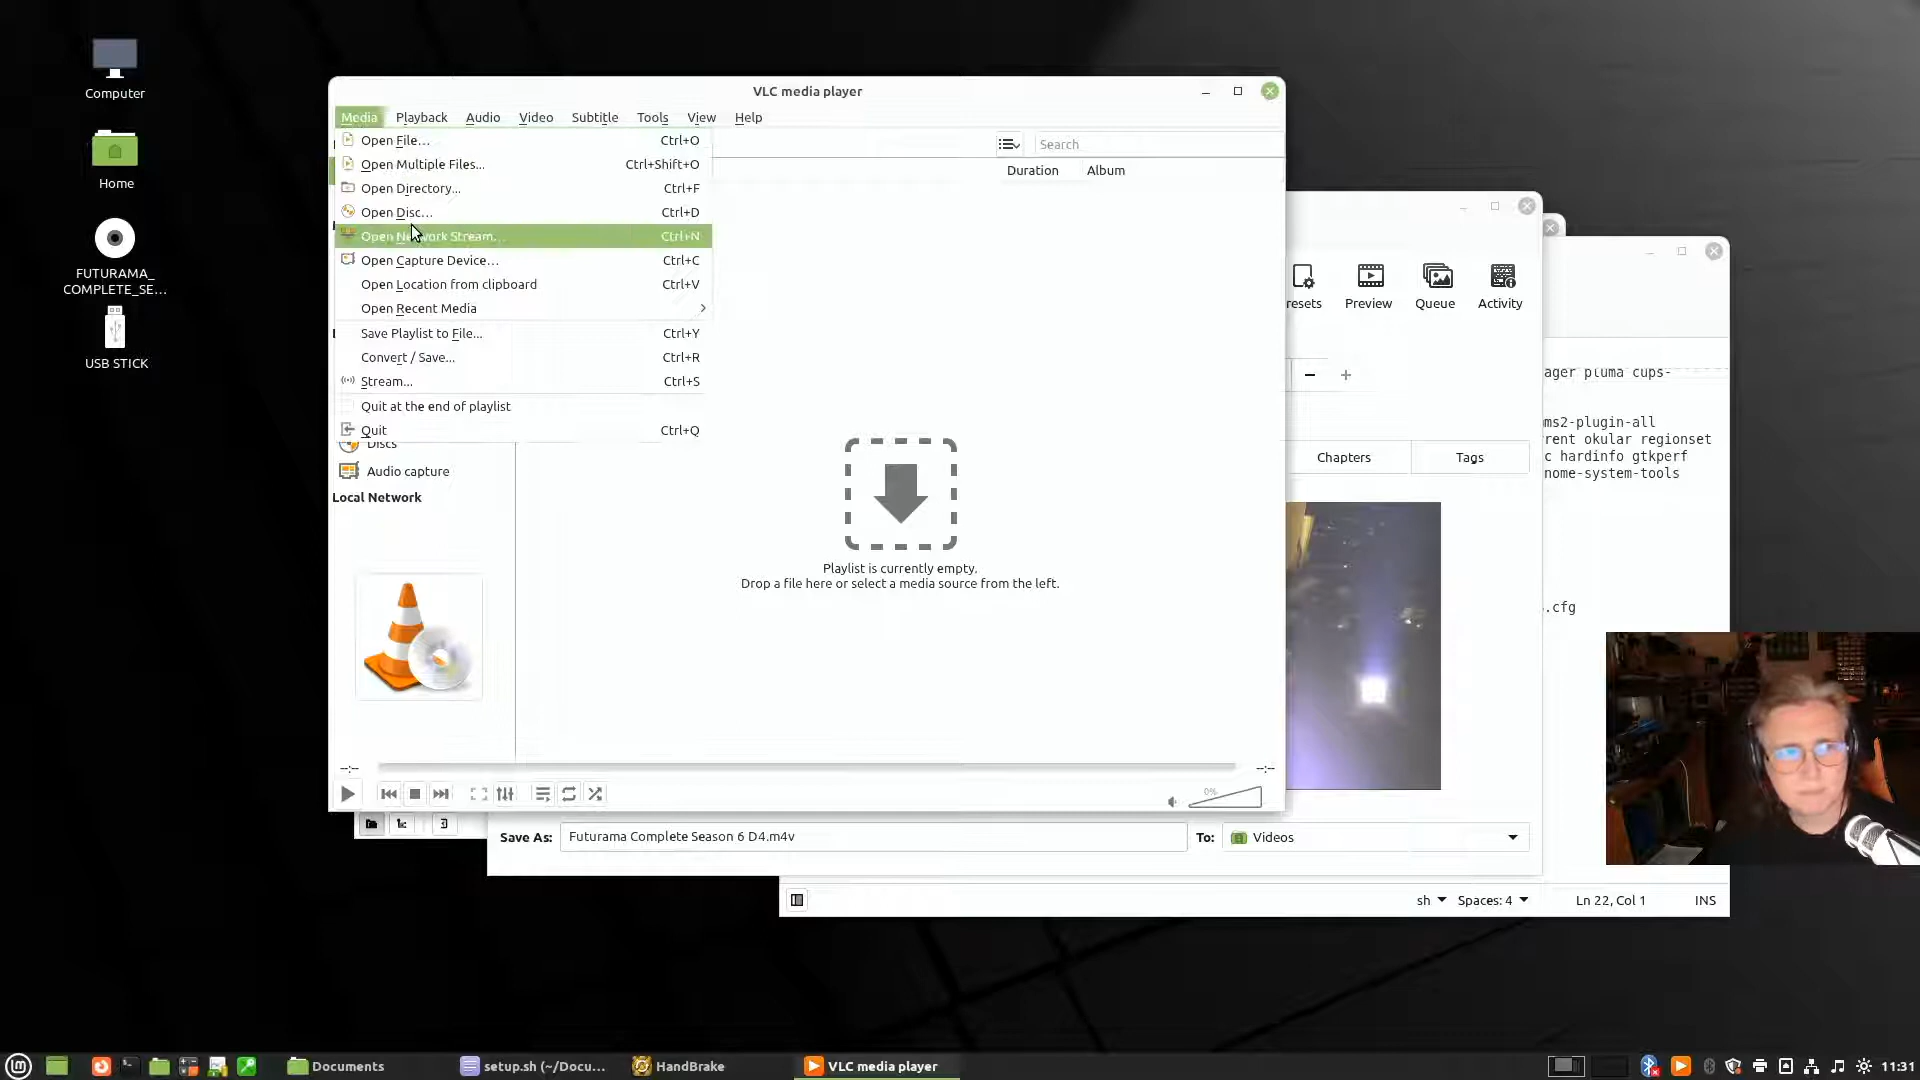 Computer
Home
FUTURAMA_
COMPLETE_SE...
USB STICK
VLC media player
Media Playback Audio Video Subtitle Tools View Help
Open File... Ctrl+O
Open Multiple Files... Ctrl+Shift+O
Open Directory... Ctrl+F
Open Disc... Ctrl+D
Open Network Stream... Ctrl+N
Open Capture Device... Ctrl+C
Open Location from clipboard Ctrl+V
Open Recent Media
Save Playlist to File... Ctrl+Y
Convert / Save... Ctrl+R
Stream... Ctrl+S
Quit at the end of playlist
Quit Ctrl+Q
Search
Duration Album
Discs
Audio capture
Local Network
Playlist is currently empty.
Drop a file here or select a media source from the left.
--:-- --:--
0%
resets Preview Queue Activity
Chapters Tags
Save As: Futurama Complete Season 6 D4.m4v To: Videos
ager pluma cups-
ms2-plugin-all
rent okular regionset
c hardinfo gtkperf
nome-system-tools
.cfg
sh Spaces: 4 Ln 22, Col 1 INS
Documents setup.sh (~/Docu... HandBrake VLC media player 11:31